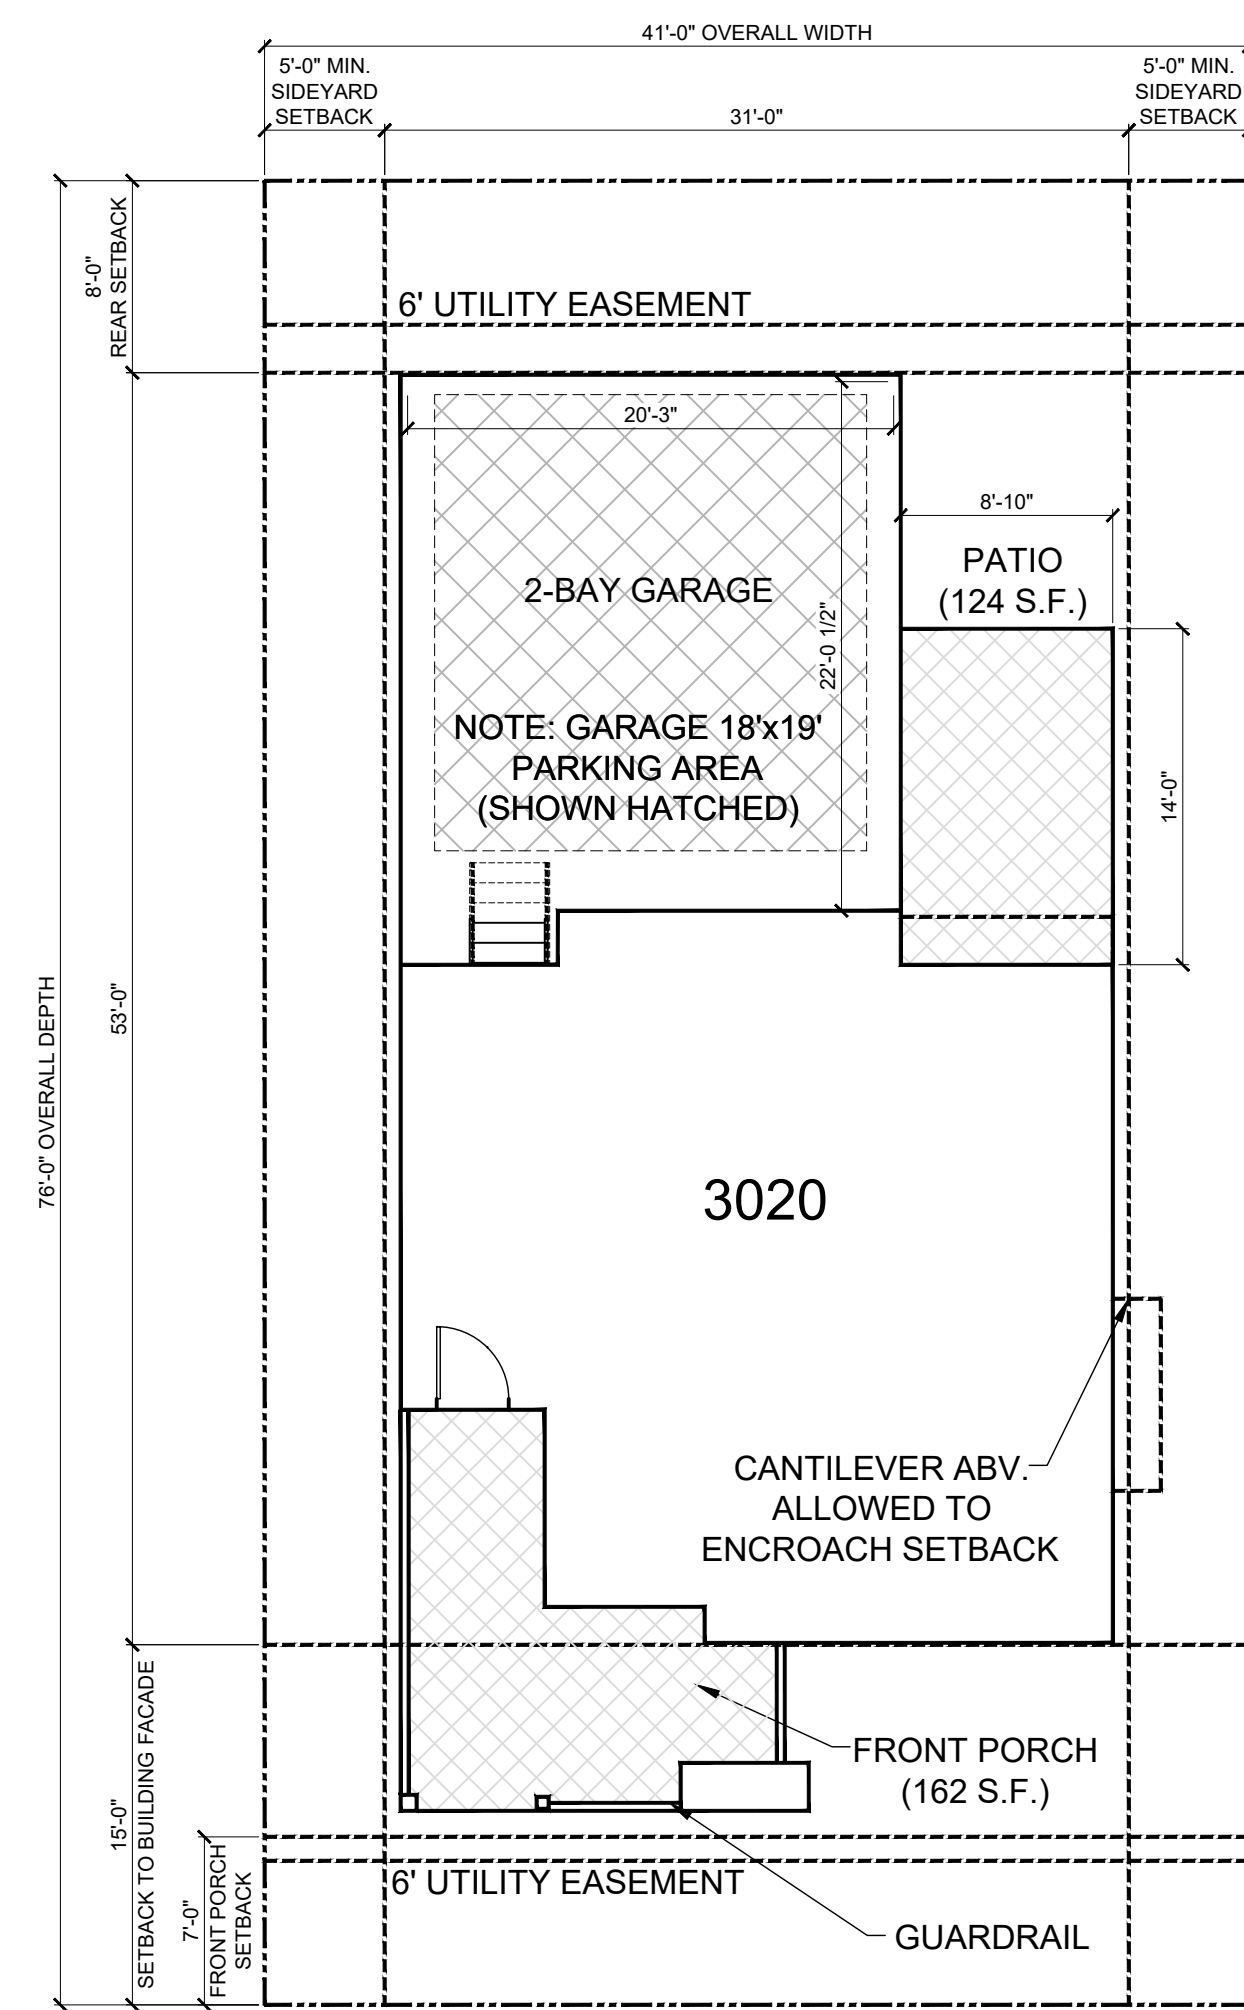 41'-0" OVERALL WIDTH
5'-0" MIN.
SIDEYARD
SETBACK
31'-0"
5'-0" MIN.
SIDEYARD
SETBACK
8'-0"
REAR SETBACK
6' UTILITY EASEMENT
20'-3"
8'-10"
PATIO
(124 S.F.)
2-BAY GARAGE
22'-0 1/2"
NOTE: GARAGE 18'x19'
PARKING AREA
(SHOWN HATCHED)
14'-0"
76'-0" OVERALL DEPTH
53'-0"
3020
CANTILEVER ABV.
ALLOWED TO
ENCROACH SETBACK
15'-0"
SETBACK TO BUILDING FACADE
FRONT PORCH
(162 S.F.)
7'-0"
FRONT PORCH
SETBACK
6' UTILITY EASEMENT
GUARDRAIL